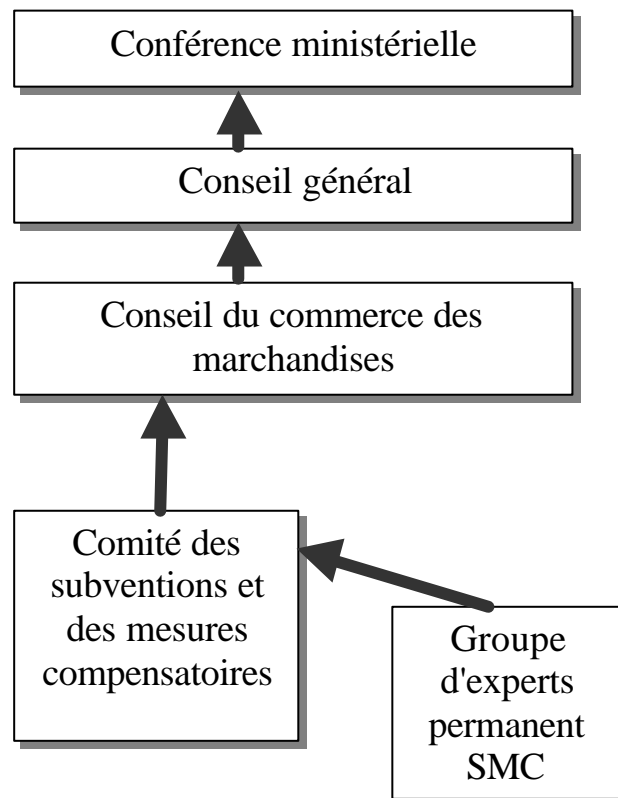 Conférence ministérielle
Conseil général
Conseil du commerce des
marchandises
Comité des
subventions et
des mesures
compensatoires
Groupe
d'experts
permanent
SMC